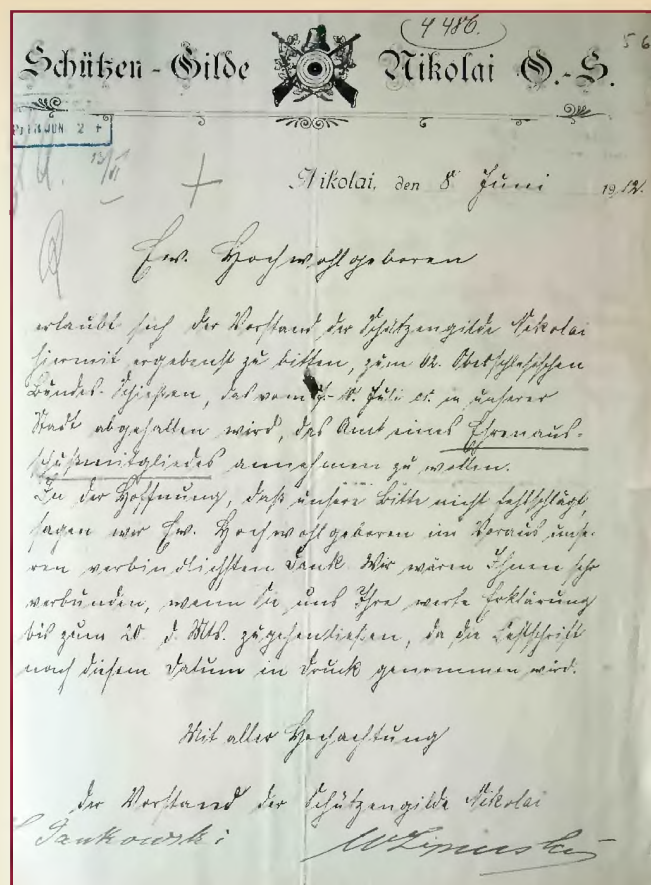 4 486.
56
Schützen-Gilde Nikolai O.-S.
JUN. 2
Nikolai, den 8 Juni 1912.
Ew. Hochwohlgeboren
erlaubt sich der Vorstand der Schützengilde Nikolai
hiermit ergebenst zu bitten, zum 12. Oberschlesischen
Bundes-Schießen, das vom Juli cr. in unserer
Stadt abgehalten wird, das Amt eines Ehrenaus-
schußmitgliedes annehmen zu wollen.
In der Hoffnung, daß unsere Bitte nicht fehlschlägt,
sagen wir Ew. Hochwohlgeboren im Voraus unse-
ren verbindlichsten Dank. Wir wären Ihnen sehr
verbunden, wenn Sie uns Ihre werte Erklärung
bis zum 20. d. Mts. zugehen ließen, da die Festschrift
nach diesem Datum in Druck genommen wird.
Mit aller Hochachtung
der Vorstand der Schützengilde Nikolai
Jankowski